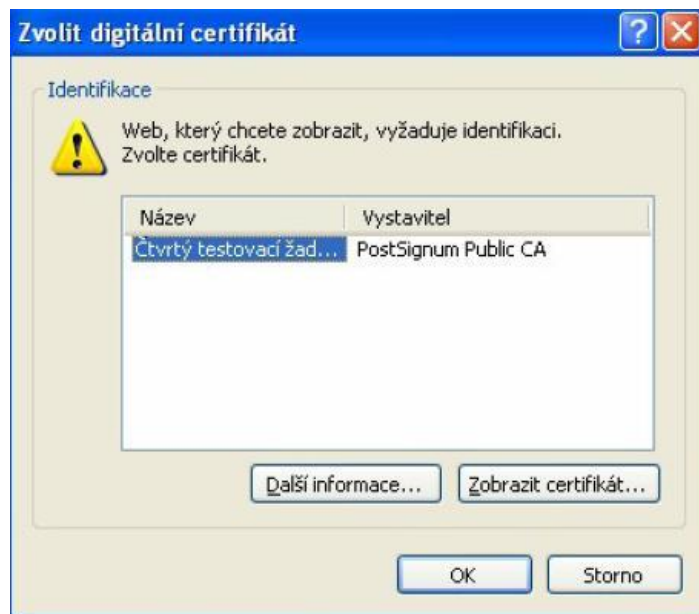 Zvolit digitální certifikát
Identifikace
Web, který chcete zobrazit, vyžaduje identifikaci.
Zvolte certifikát.
Název Vystavitel
Čtvrtý testovací žad... PostSignum Public CA
Další informace... Zobrazit certifikát...
OK Storno